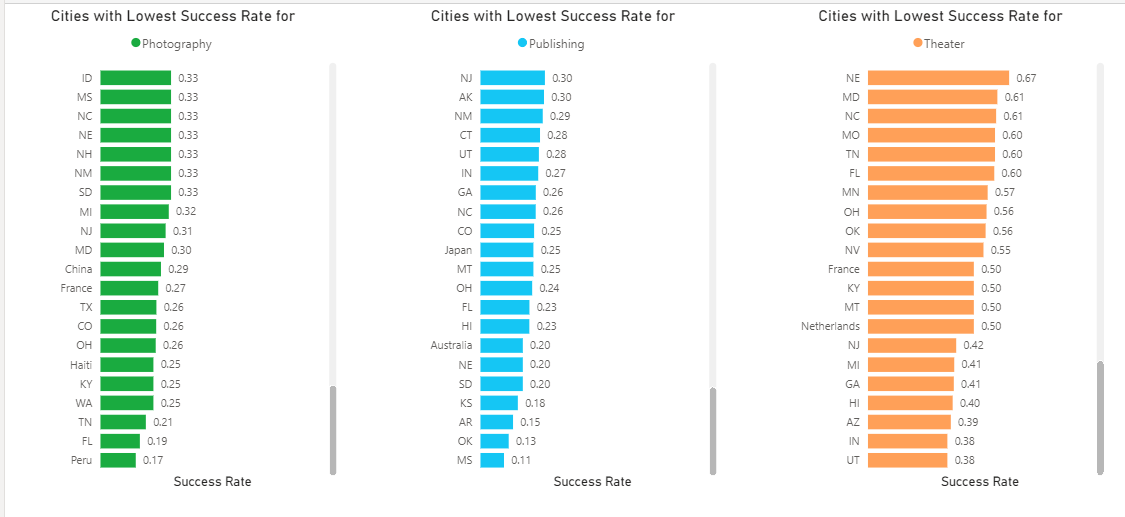 Cities with Lowest Success Rate for
Photography
ID 0.33
MS 0.33
NC 0.33
NE 0.33
NH 0.33
NM 0.33
SD 0.33
MI 0.32
NJ 0.31
MD 0.30
China 0.29
France 0.27
TX 0.26
CO 0.26
OH 0.26
Haiti 0.25
KY 0.25
WA 0.25
TN 0.21
FL 0.19
Peru 0.17
Success Rate
Cities with Lowest Success Rate for
Publishing
NJ 0.30
AK 0.30
NM 0.29
CT 0.28
UT 0.28
IN 0.27
GA 0.26
NC 0.26
CO 0.25
Japan 0.25
MT 0.25
OH 0.24
FL 0.23
HI 0.23
Australia 0.20
NE 0.20
SD 0.20
KS 0.18
AR 0.15
OK 0.13
MS 0.11
Success Rate
Cities with Lowest Success Rate for
Theater
NE 0.67
MD 0.61
NC 0.61
MO 0.60
TN 0.60
FL 0.60
MN 0.57
OH 0.56
OK 0.56
NV 0.55
France 0.50
KY 0.50
MT 0.50
Netherlands 0.50
NJ 0.42
MI 0.41
GA 0.41
HI 0.40
AZ 0.39
IN 0.38
UT 0.38
Success Rate